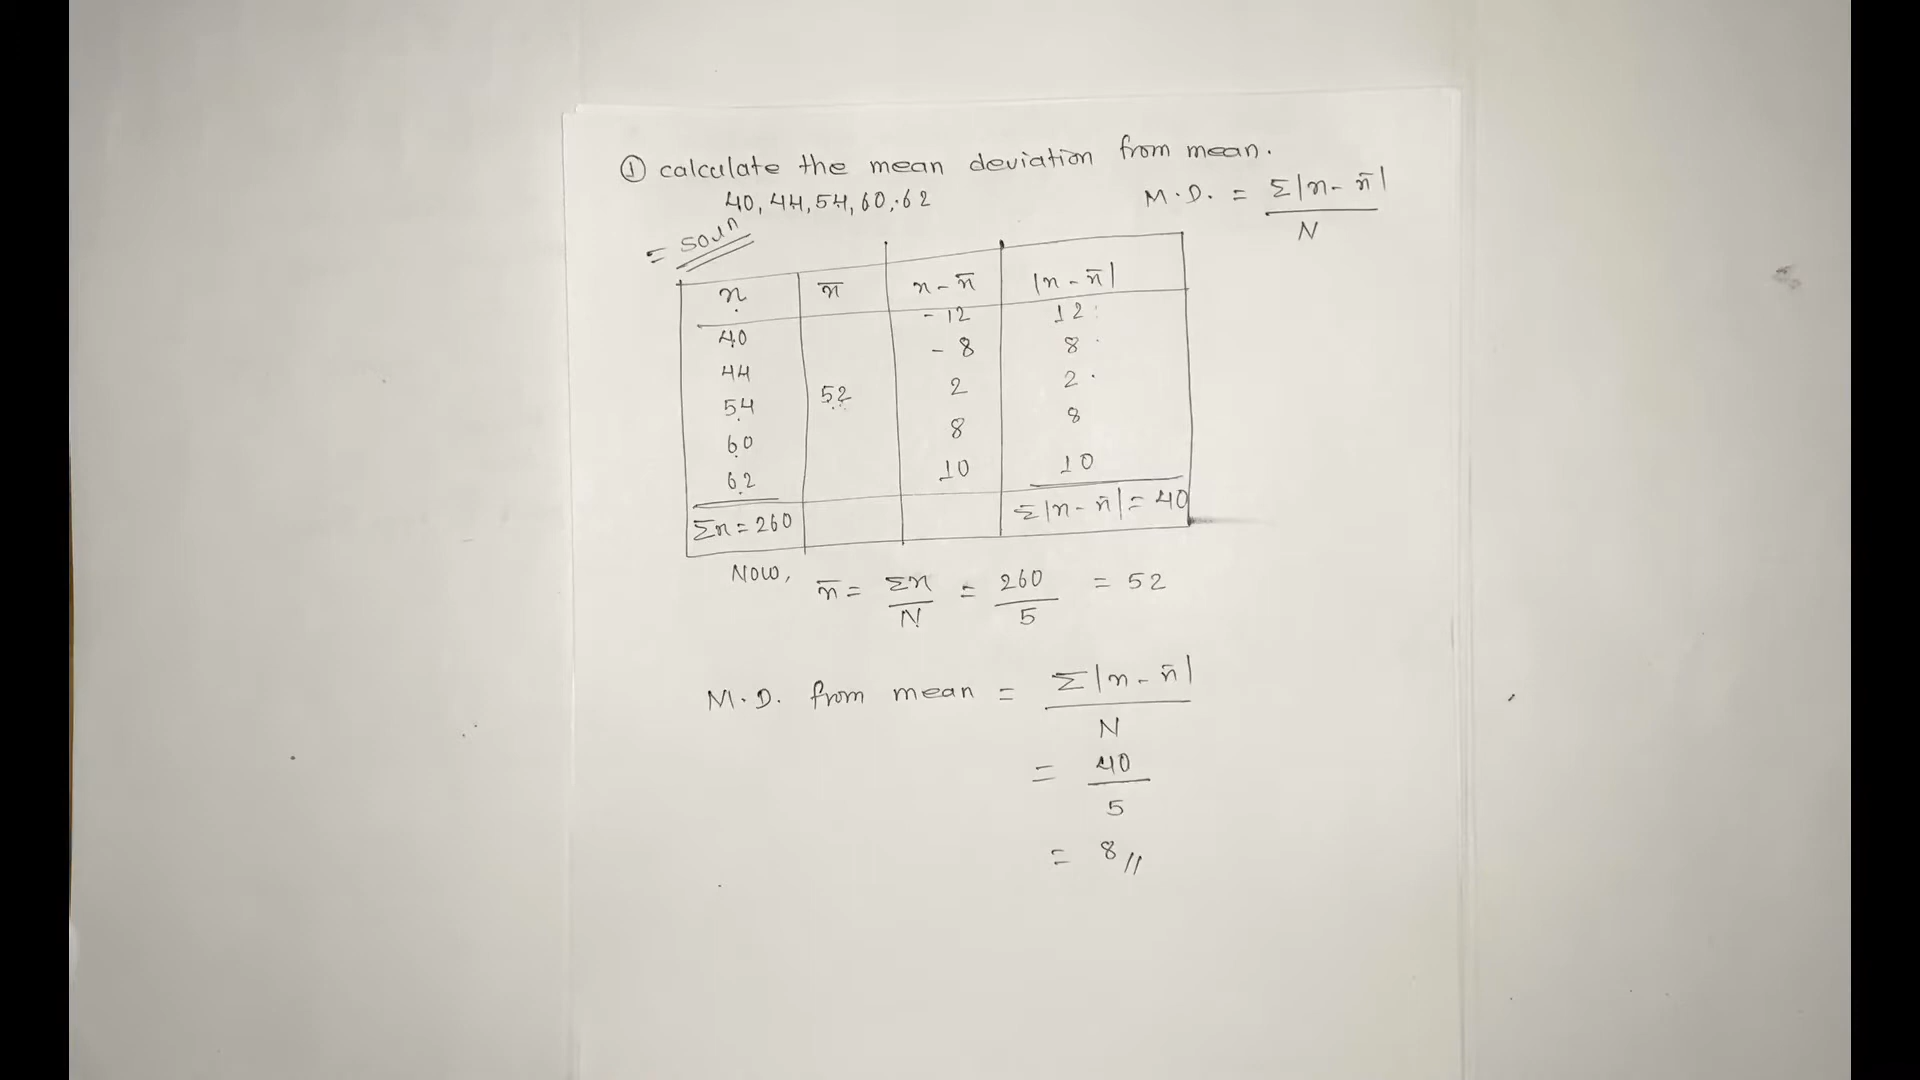 ① calculate the mean deviation from mean.
40, 44, 54, 60, 62
M.D. = Σ|x - x̄| / N
= Soln
x x̄ x - x̄ |x - x̄|
40 -12 12
44 -8 8
54 52 2 2
60 8 8
62 10 10
Σx = 260 Σ|x - x̄| = 40
Now, x̄ = Σx / N = 260 / 5 = 52
M.D. from mean = Σ|x - x̄| / N
= 40 / 5
= 8//